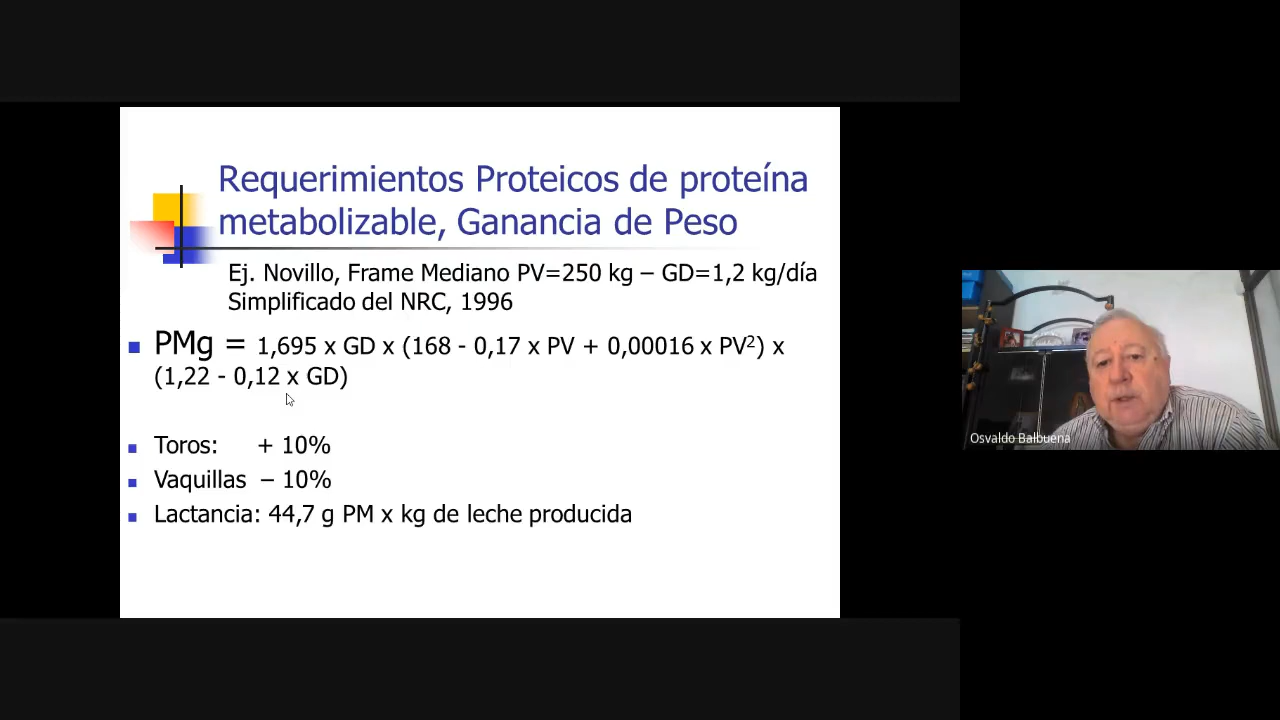 Requerimientos Proteicos de proteína
metabolizable, Ganancia de Peso
Ej. Novillo, Frame Mediano PV=250 kg – GD=1,2 kg/día
Simplificado del NRC, 1996
PMg = 1,695 x GD x (168 - 0,17 x PV + 0,00016 x PV²) x
(1,22 - 0,12 x GD)
Toros: + 10%
Vaquillas – 10%
Lactancia: 44,7 g PM x kg de leche producida
Osvaldo Balbuena